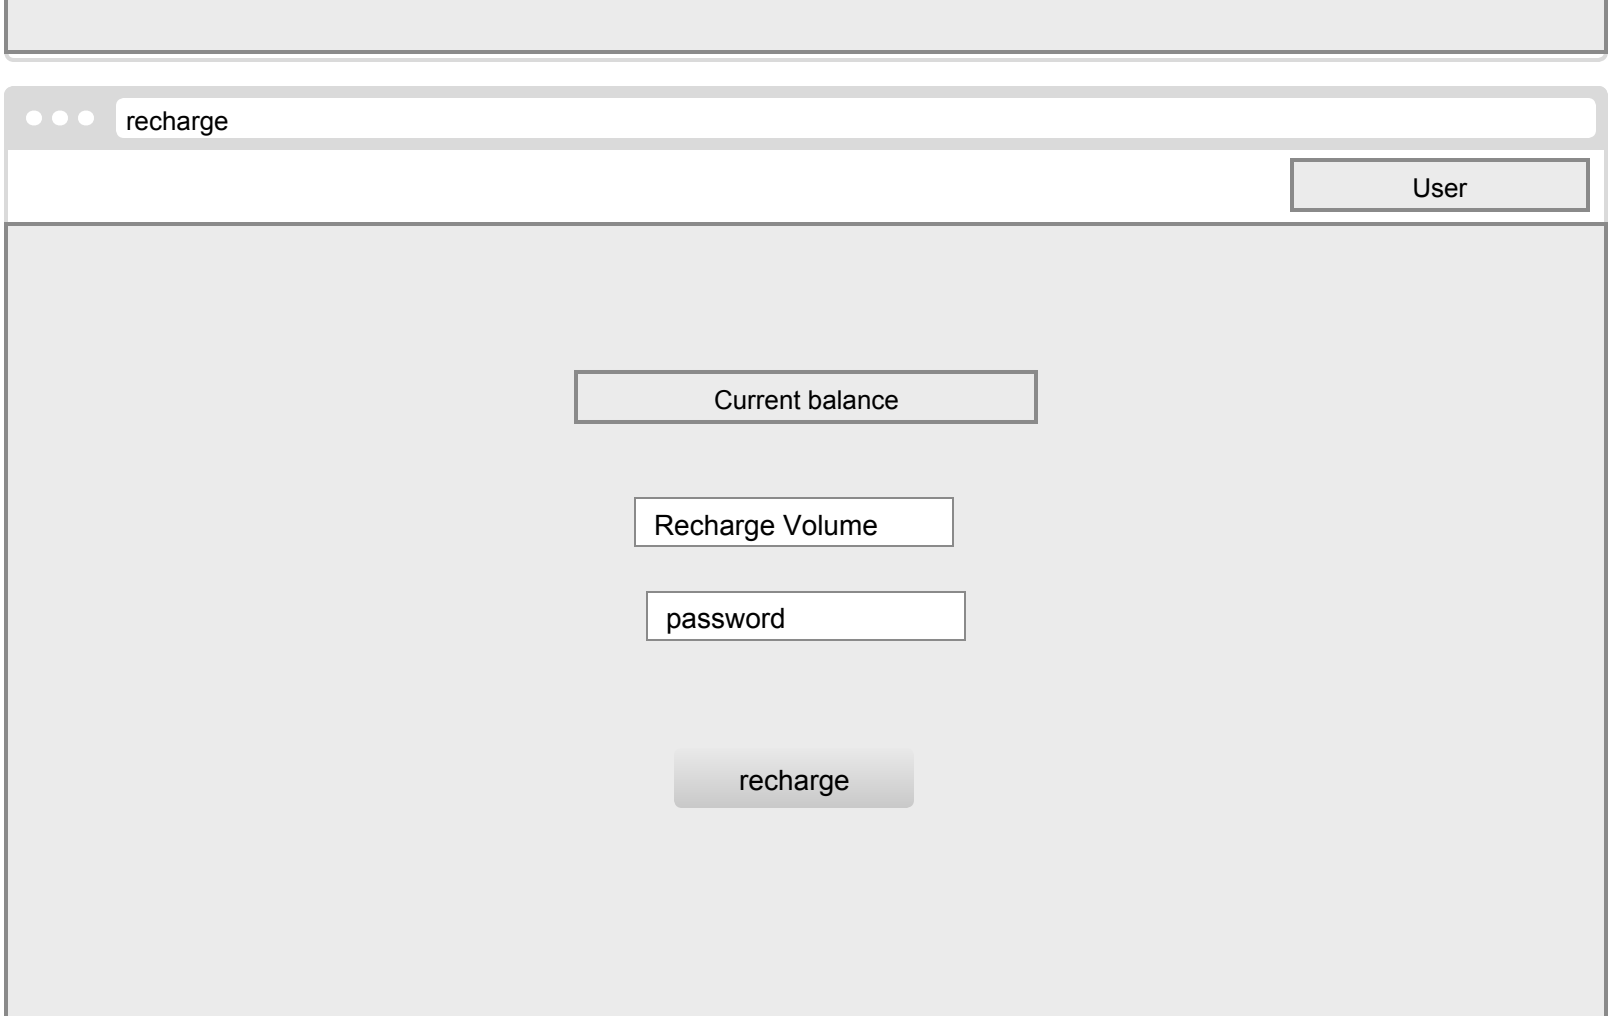 recharge
User
Current balance
Recharge Volume
password
recharge